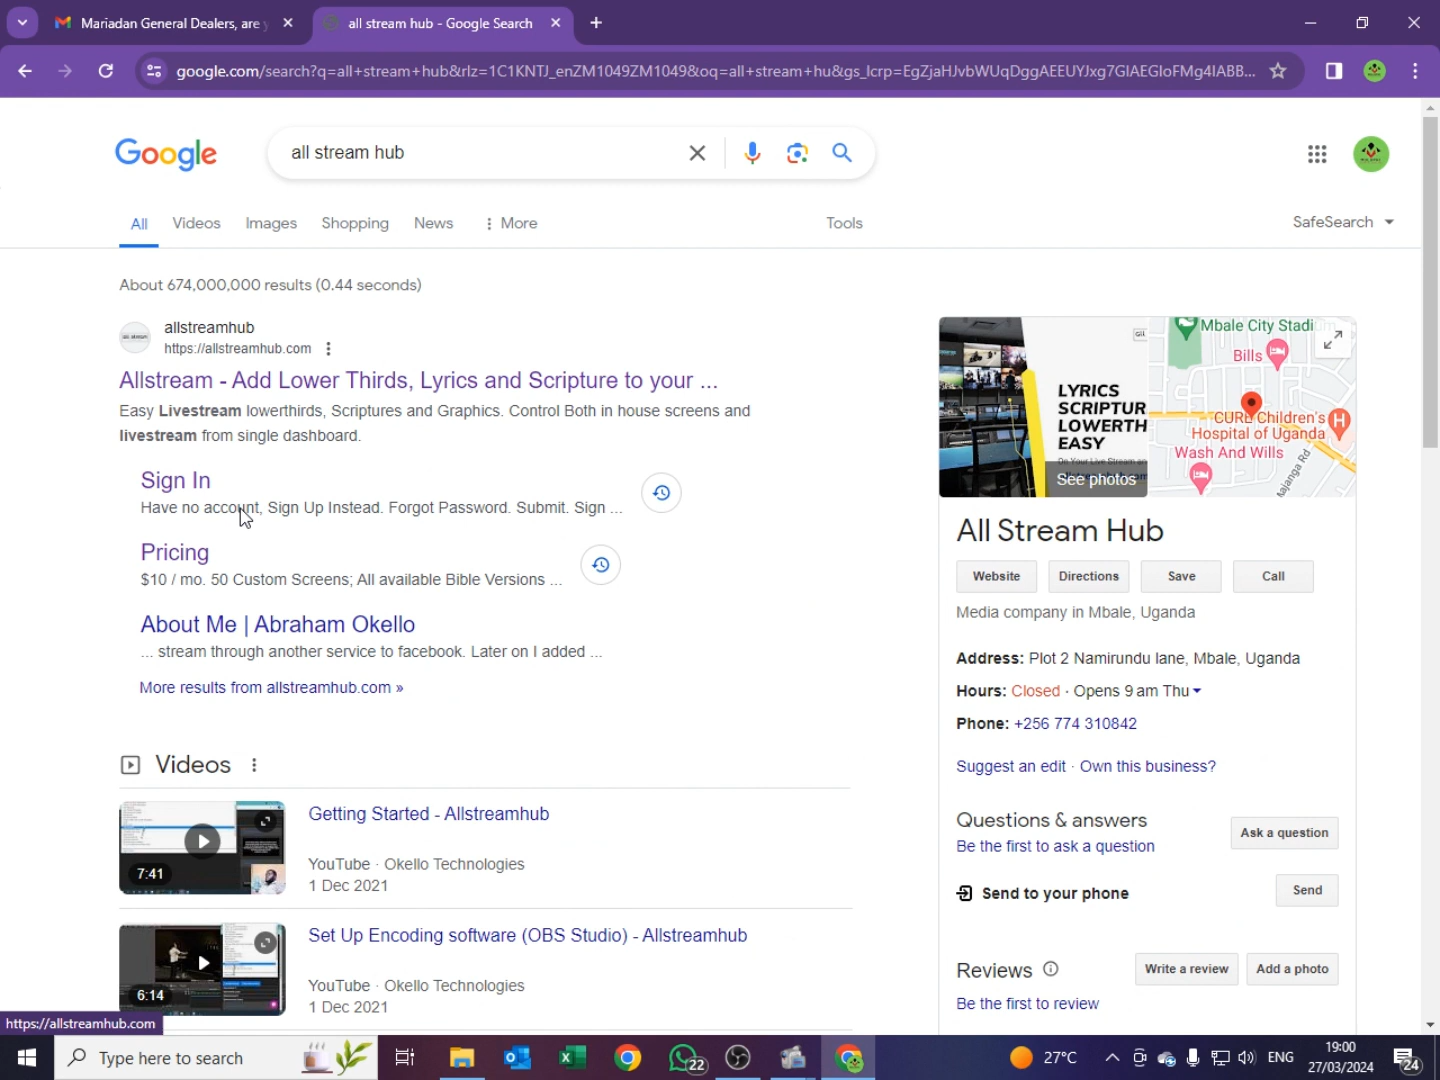 Mariadan General Dealers, are y
all stream hub - Google Search
google.com/search?q=all+stream+hub&rlz=1C1KNTJ_enZM1049ZM1049&oq=all+stream+hu&gs_lcrp=EgZjaHJvbWUqDggAEEUYJxg7GIAEGIoFMg4IABB...
Google
all stream hub
All
Videos
Images
Shopping
News
More
Tools
SafeSearch
About 674,000,000 results (0.44 seconds)
allstreamhub
https://allstreamhub.com
Allstream - Add Lower Thirds, Lyrics and Scripture to your ...
Easy Livestream lowerthirds, Scriptures and Graphics. Control Both in house screens and
livestream from single dashboard.
Sign In
Have no account, Sign Up Instead. Forgot Password. Submit. Sign ...
Pricing
$10 / mo. 50 Custom Screens; All available Bible Versions ...
About Me | Abraham Okello
... stream through another service to facebook. Later on I added ...
More results from allstreamhub.com »
Videos
7:41
Getting Started - Allstreamhub
YouTube · Okello Technologies
1 Dec 2021
6:14
Set Up Encoding software (OBS Studio) - Allstreamhub
YouTube · Okello Technologies
1 Dec 2021
LYRICS
SCRIPTUR
LOWERTH
EASY
See photos
Mbale City Stadi
Bills
CURE Children's
Hospital of Uganda
Wash And Wills
Majanga Rd
All Stream Hub
Website
Directions
Save
Call
Media company in Mbale, Uganda
Address: Plot 2 Namirundu lane, Mbale, Uganda
Hours: Closed · Opens 9 am Thu
Phone: +256 774 310842
Suggest an edit · Own this business?
Questions & answers
Be the first to ask a question
Ask a question
Send to your phone
Send
Reviews
Write a review
Add a photo
Be the first to review
https://allstreamhub.com
Type here to search
22
27°C
ENG
19:00
27/03/2024
24